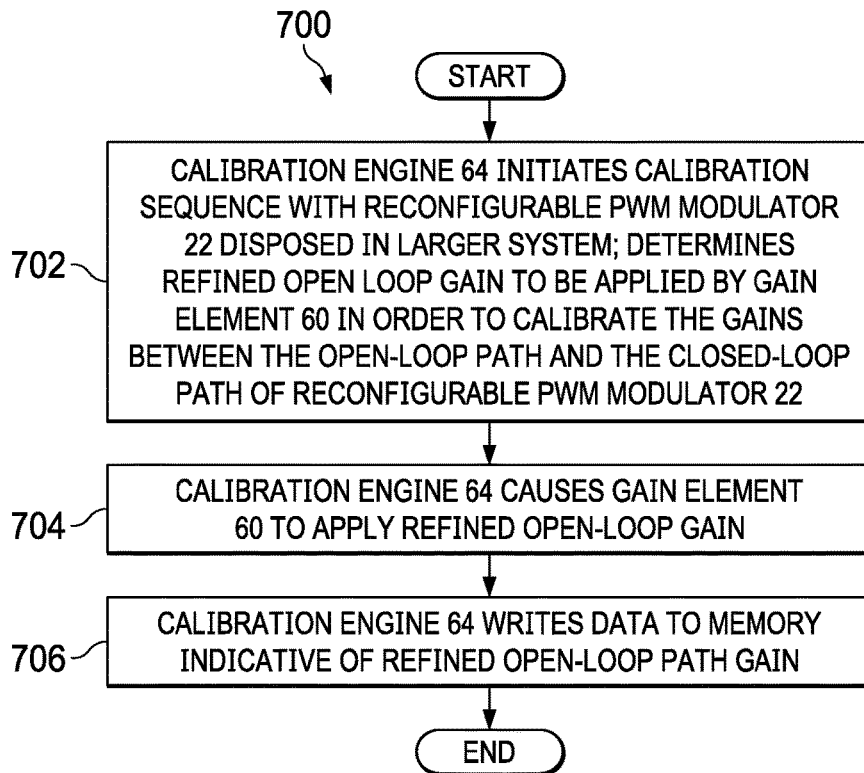 700
START
CALIBRATION ENGINE 64 INITIATES CALIBRATION
SEQUENCE WITH RECONFIGURABLE PWM MODULATOR
22 DISPOSED IN LARGER SYSTEM; DETERMINES
REFINED OPEN LOOP GAIN TO BE APPLIED BY GAIN
ELEMENT 60 IN ORDER TO CALIBRATE THE GAINS
BETWEEN THE OPEN-LOOP PATH AND THE CLOSED-LOOP
PATH OF RECONFIGURABLE PWM MODULATOR 22
702
CALIBRATION ENGINE 64 CAUSES GAIN ELEMENT
60 TO APPLY REFINED OPEN-LOOP GAIN
704
CALIBRATION ENGINE 64 WRITES DATA TO MEMORY
INDICATIVE OF REFINED OPEN-LOOP PATH GAIN
706
END